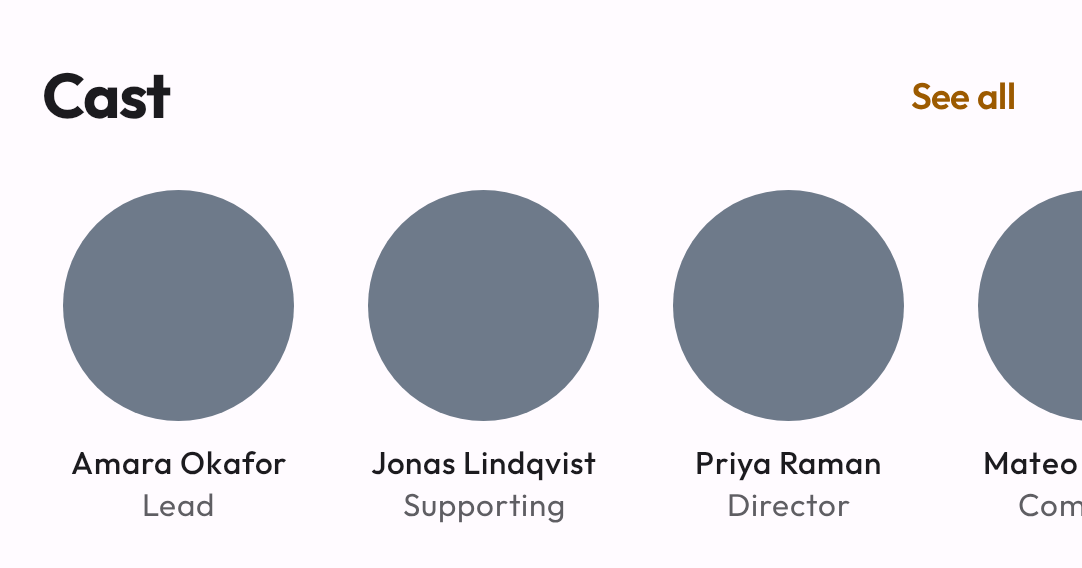 Cast
See all
Amara Okafor
Jonas Lindqvist
Priya Raman
Mateo
Lead
Supporting
Director